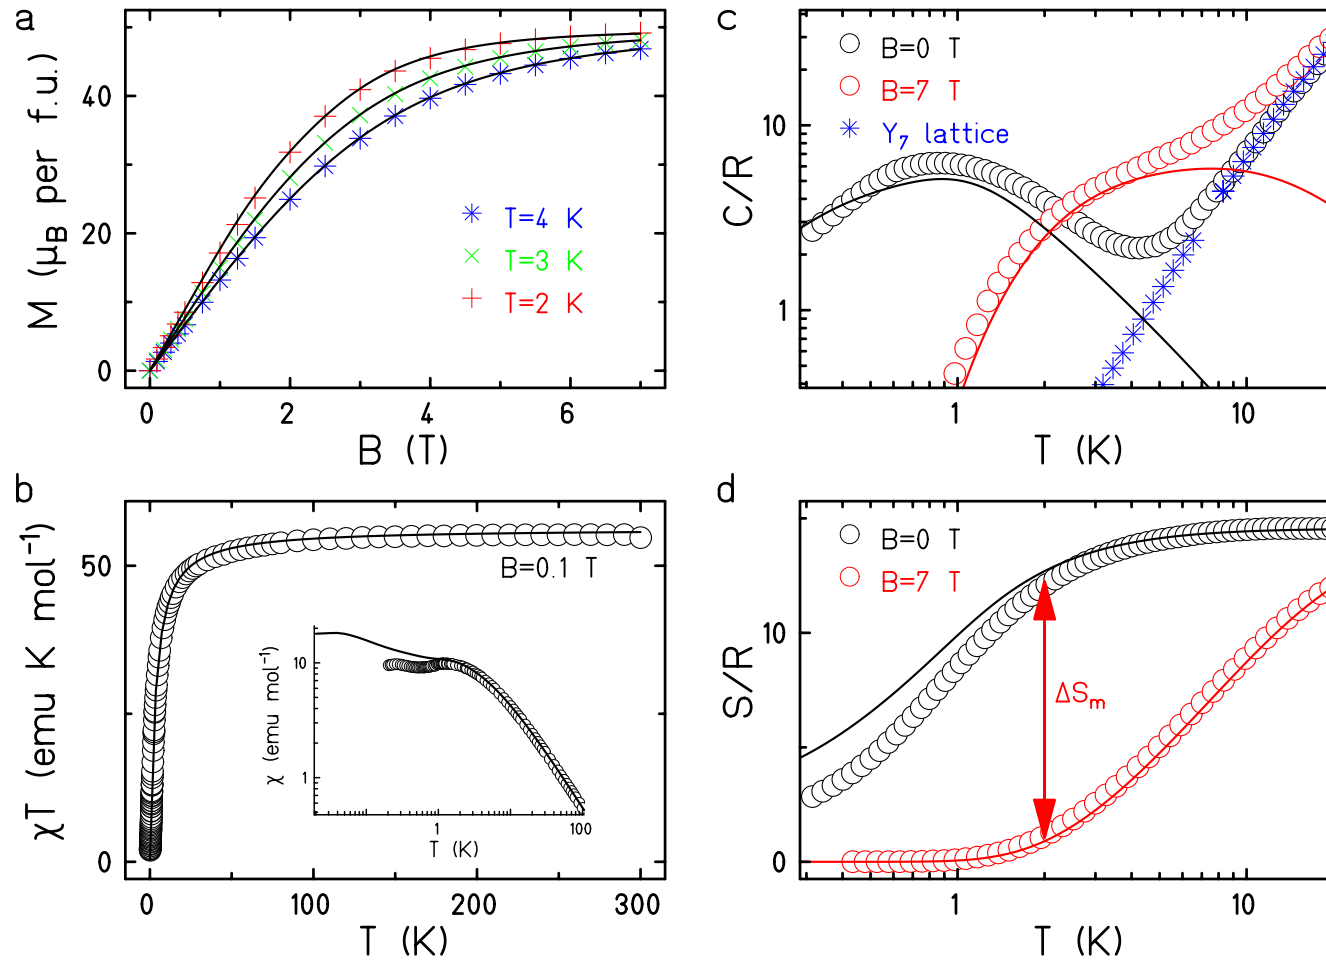 a
M (μB per f.u.)
40
20
0
T=4 K
T=3 K
T=2 K
0 2 4 6
B (T)
c
C/R
10
1
B=0 T
B=7 T
Y7 lattice
1 10
T (K)
b
χT (emu K mol⁻¹)
50
0
B=0.1 T
χ (emu mol⁻¹)
10
1
1 100
T (K)
0 100 200 300
T (K)
d
S/R
10
0
B=0 T
B=7 T
ΔSm
1 10
T (K)